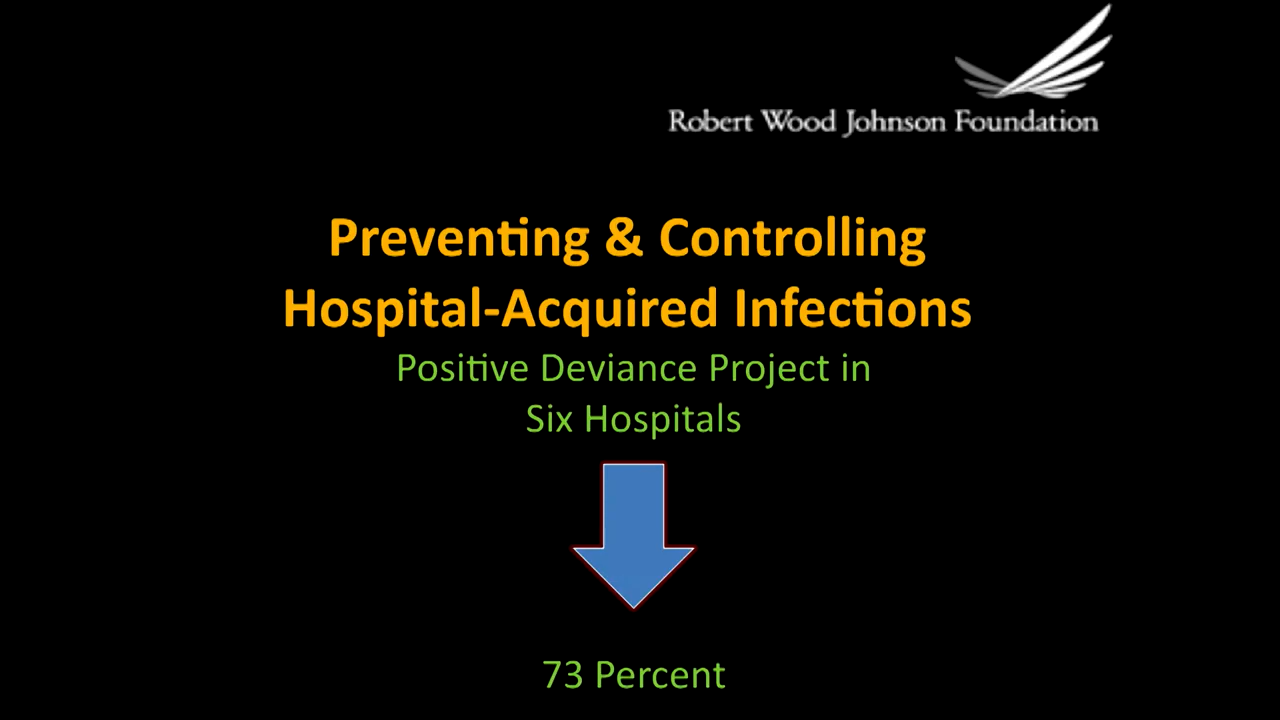 Robert Wood Johnson Foundation
Preventing & Controlling
Hospital-Acquired Infections
Positive Deviance Project in
Six Hospitals
73 Percent